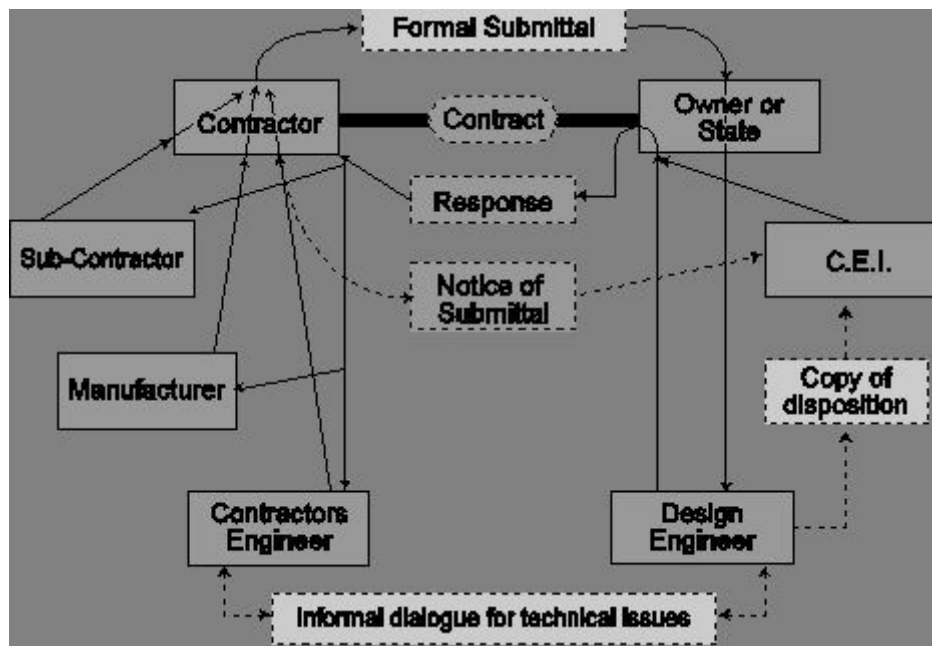 Formal Submittal
Contractor
Contract
Owner or
State
Response
Sub-Contractor
Notice of
Submittal
C.E.I.
Manufacturer
Copy of
disposition
Contractors
Engineer
Design
Engineer
Informal dialogue for technical issues